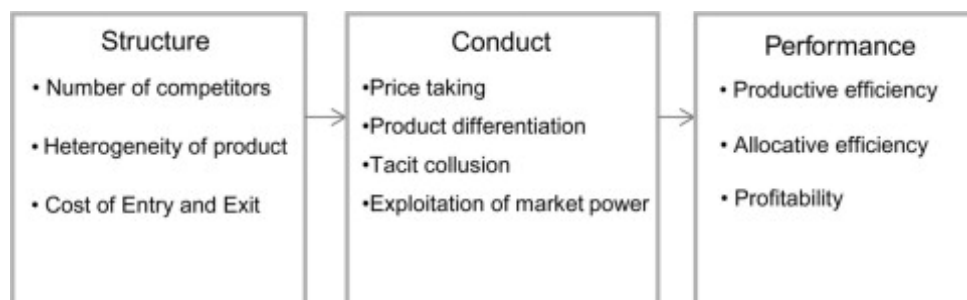 Structure
• Number of competitors
• Heterogeneity of product
• Cost of Entry and Exit
Conduct
•Price taking
•Product differentiation
•Tacit collusion
•Exploitation of market power
Performance
• Productive efficiency
• Allocative efficiency
• Profitability